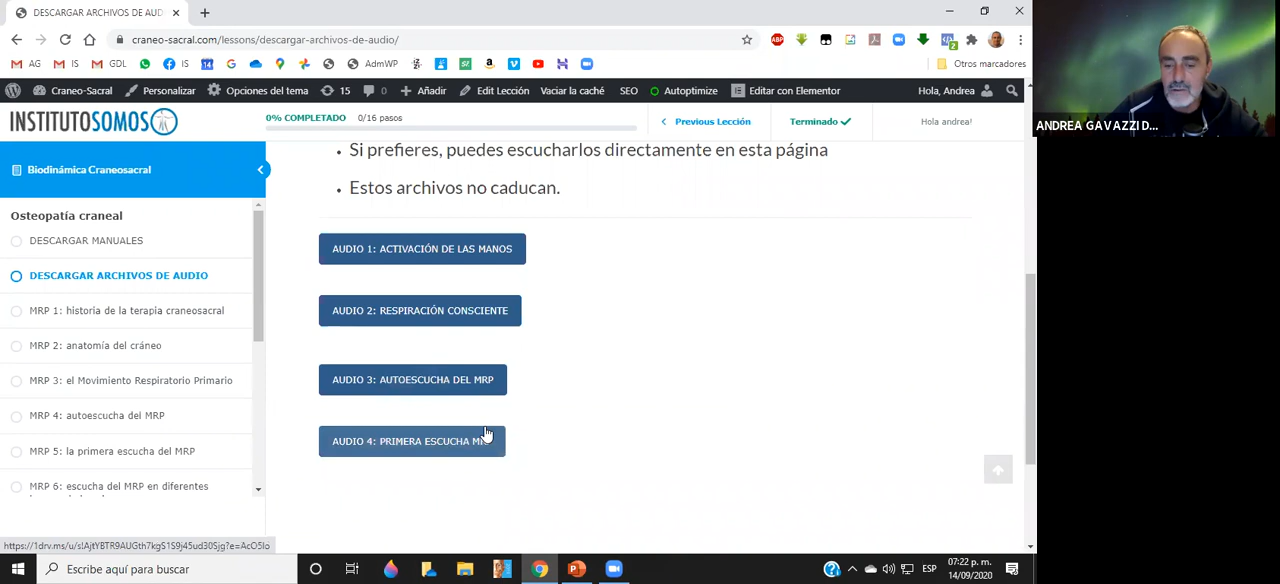 DESCARGAR ARCHIVOS DE AUDIO
craneo-sacral.com/lessons/descargar-archivos-de-audio/
ABP
2
AG
IS
GDL
IS
AdmWP
Otros marcadores
Cráneo-Sacral
Personalizar
Opciones del tema
15
0
Añadir
Edit Lección
Vaciar la caché
SEO
Autoptimize
Editar con Elementor
Hola, Andrea
INSTITUTOSOMOS
0% COMPLETADO
0/16 pasos
Previous Lección
Terminado
Hola andrea!
Biodinámica Craneosacral
Osteopatía craneal
DESCARGAR MANUALES
DESCARGAR ARCHIVOS DE AUDIO
MRP 1: historia de la terapia craneosacral
MRP 2: anatomía del cráneo
MRP 3: el Movimiento Respiratorio Primario
MRP 4: autoescucha del MRP
MRP 5: la primera escucha del MRP
MRP 6: escucha del MRP en diferentes
Si prefieres, puedes escucharlos directamente en esta página
Estos archivos no caducan.
AUDIO 1: ACTIVACIÓN DE LAS MANOS
AUDIO 2: RESPIRACIÓN CONSCIENTE
AUDIO 3: AUTOESCUCHA DEL MRP
AUDIO 4: PRIMERA ESCUCHA
ANDREA GAVAZZI D...
Escribe aquí para buscar
ESP
07:22 p. m.
14/09/2020